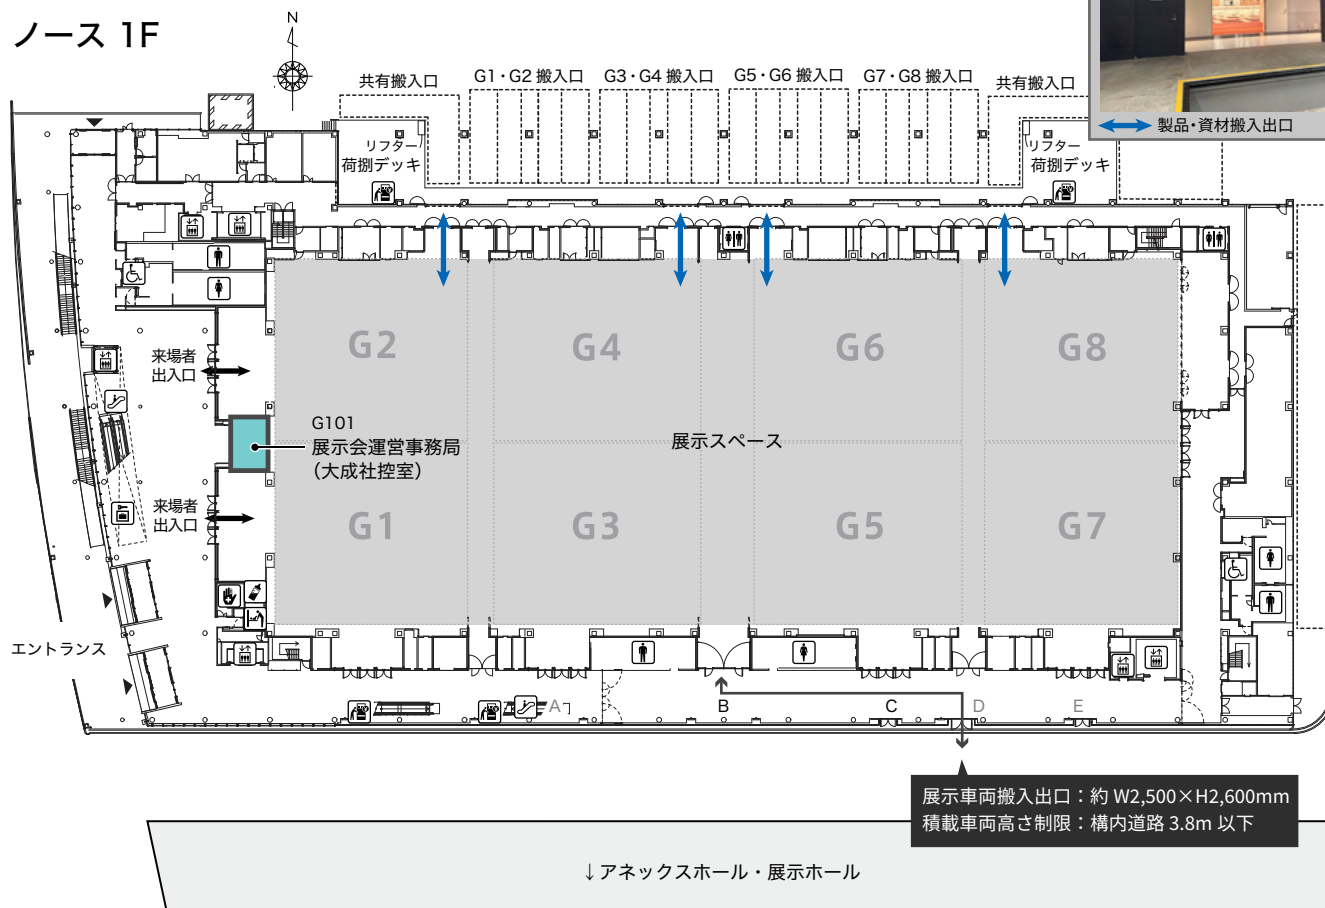 ノース 1F
N
共有搬入口
G1・G2 搬入口
G3・G4 搬入口
G5・G6 搬入口
G7・G8 搬入口
共有搬入口
製品・資材搬入出口
リフター
荷捌デッキ
リフター
荷捌デッキ
G2
G4
G6
G8
来場者
出入口
G101
展示会運営事務局
（大成社控室）
展示スペース
来場者
出入口
G1
G3
G5
G7
エントランス
A
B
C
D
E
展示車両搬入出口：約 W2,500×H2,600mm
積載車両高さ制限：構内道路 3.8m 以下
↓アネックスホール・展示ホール